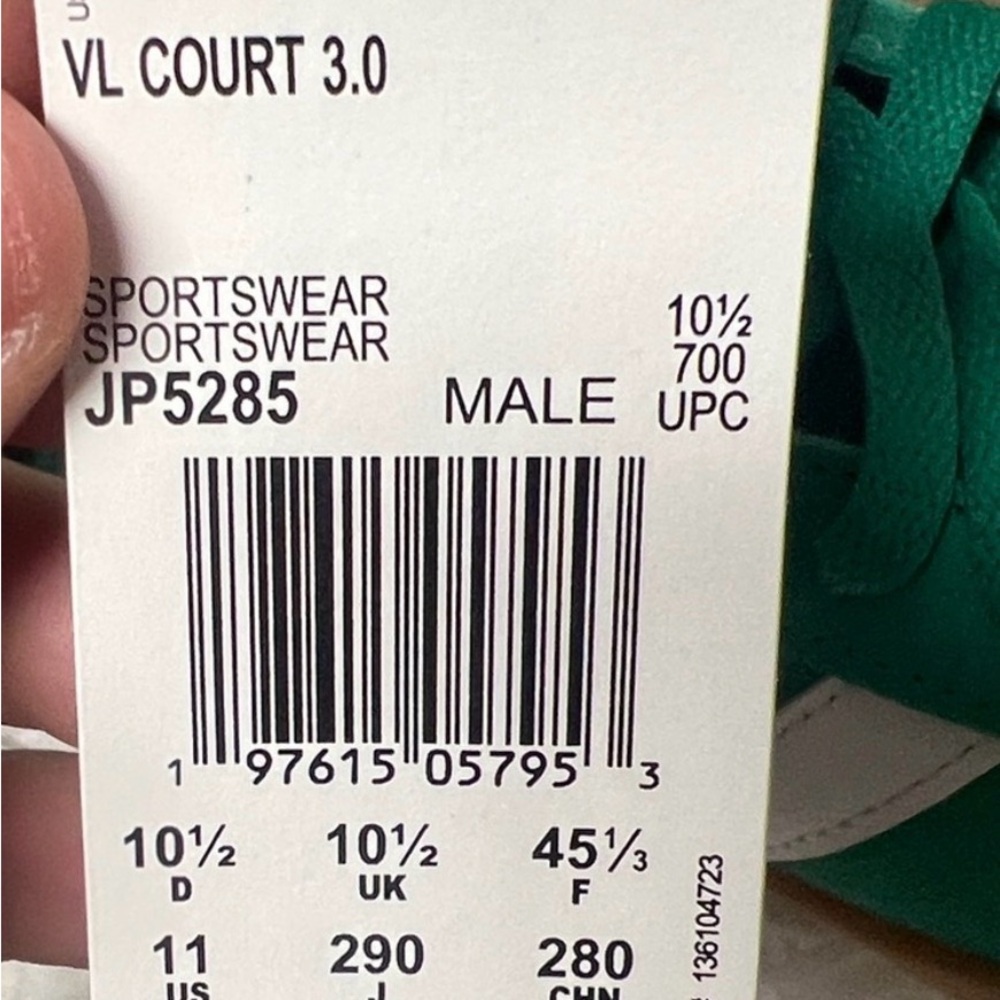 VL COURT 3.0
SPORTSWEAR
SPORTSWEAR
JP5285 MALE
10½
700
UPC
1 97615 05795 3
10½ 10½ 45⅓
D UK F
11 290 280
US J CHN
136104723